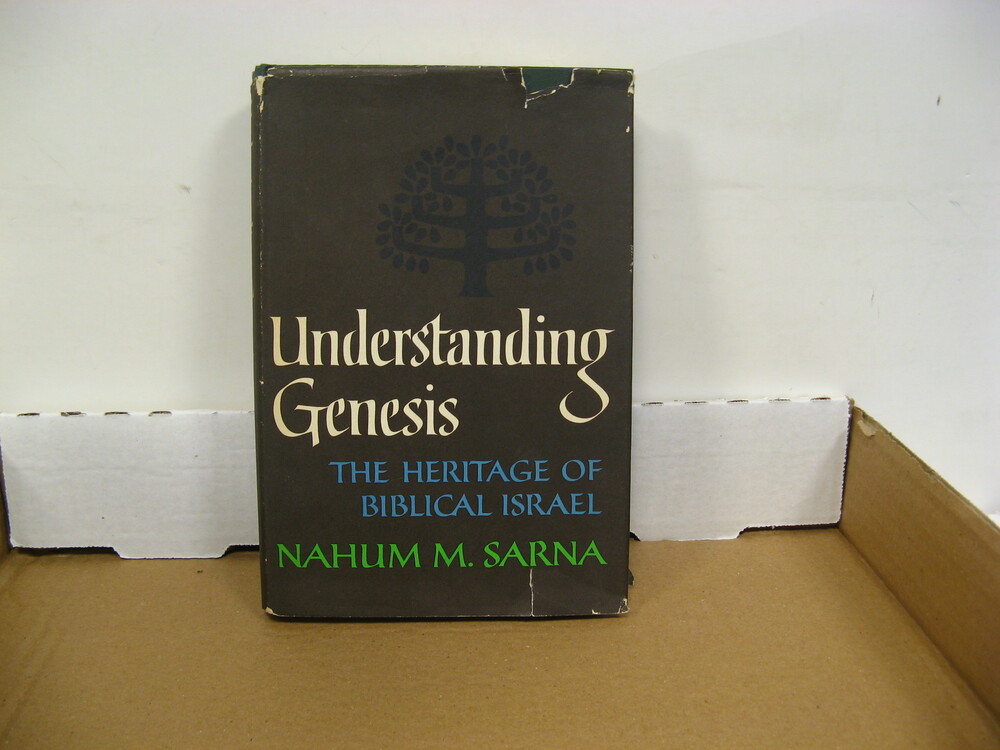 Understanding
Genesis
THE HERITAGE OF
BIBLICAL ISRAEL
NAHUM M. SARNA